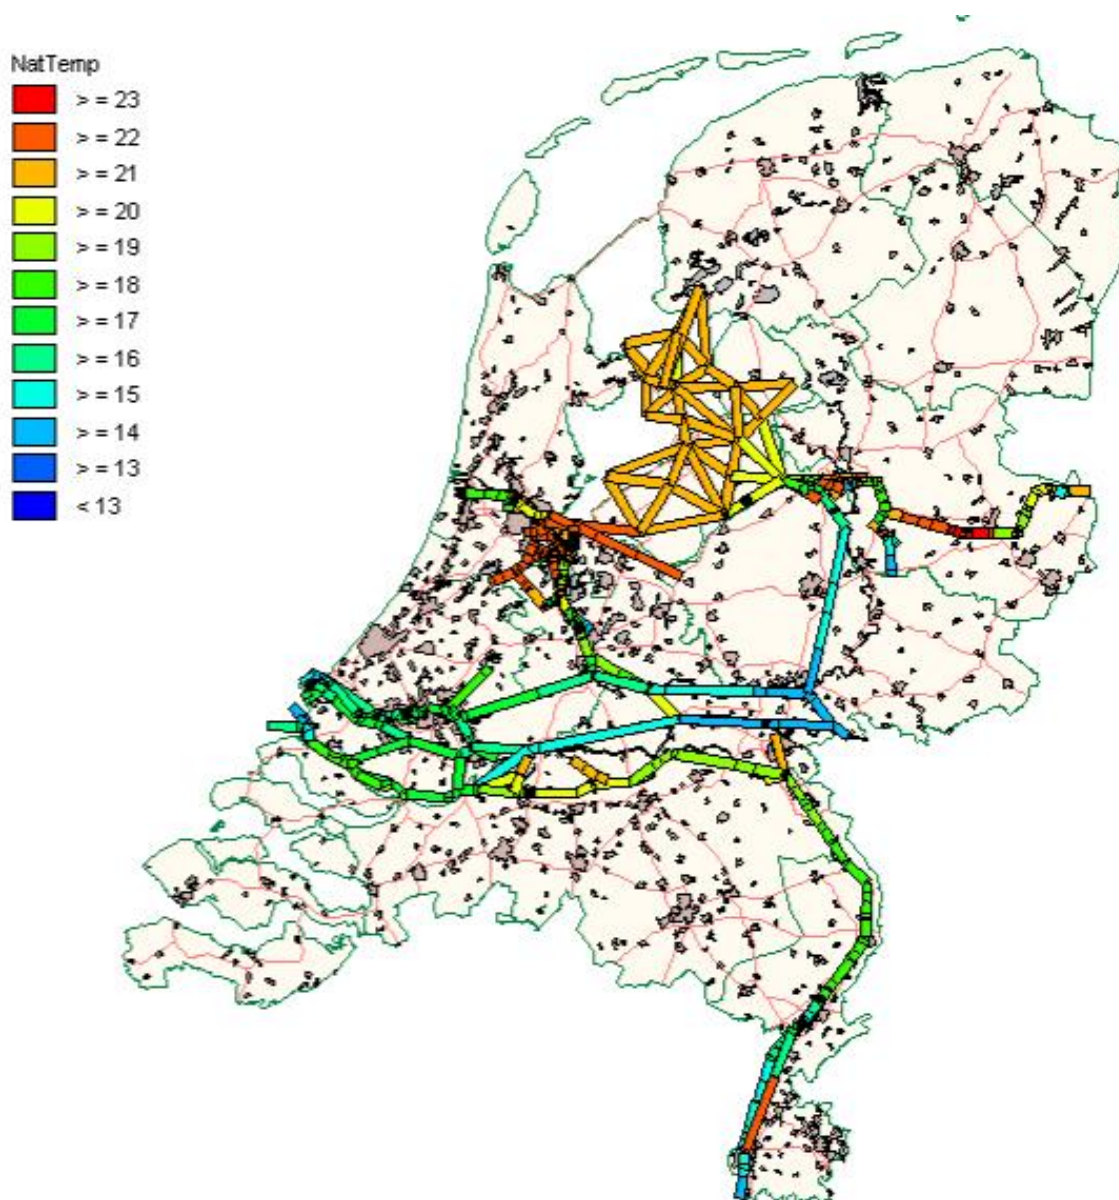 NatTemp
> = 23
> = 22
> = 21
> = 20
> = 19
> = 18
> = 17
> = 16
> = 15
> = 14
> = 13
< 13